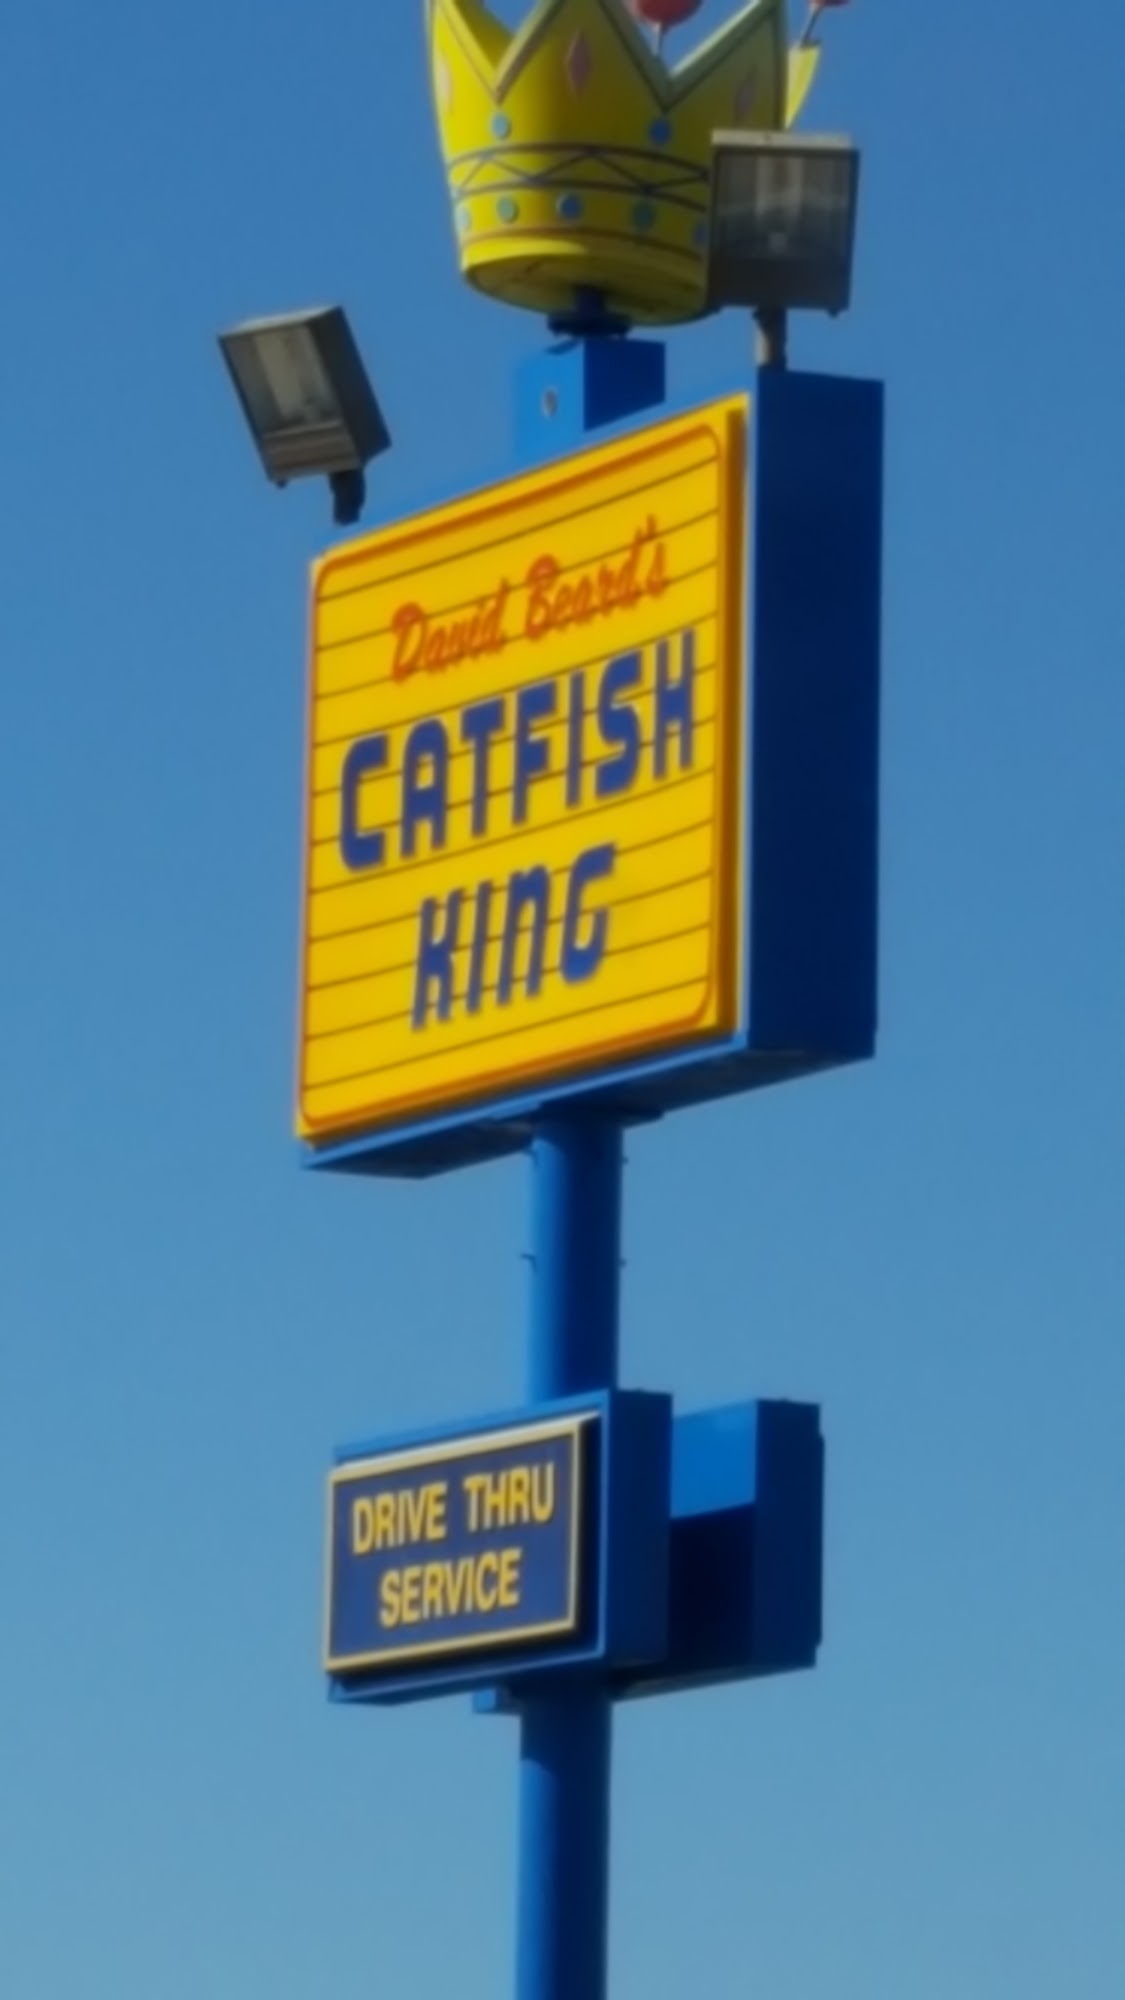 David Beard's
CATFISH
KING
DRIVE THRU
SERVICE